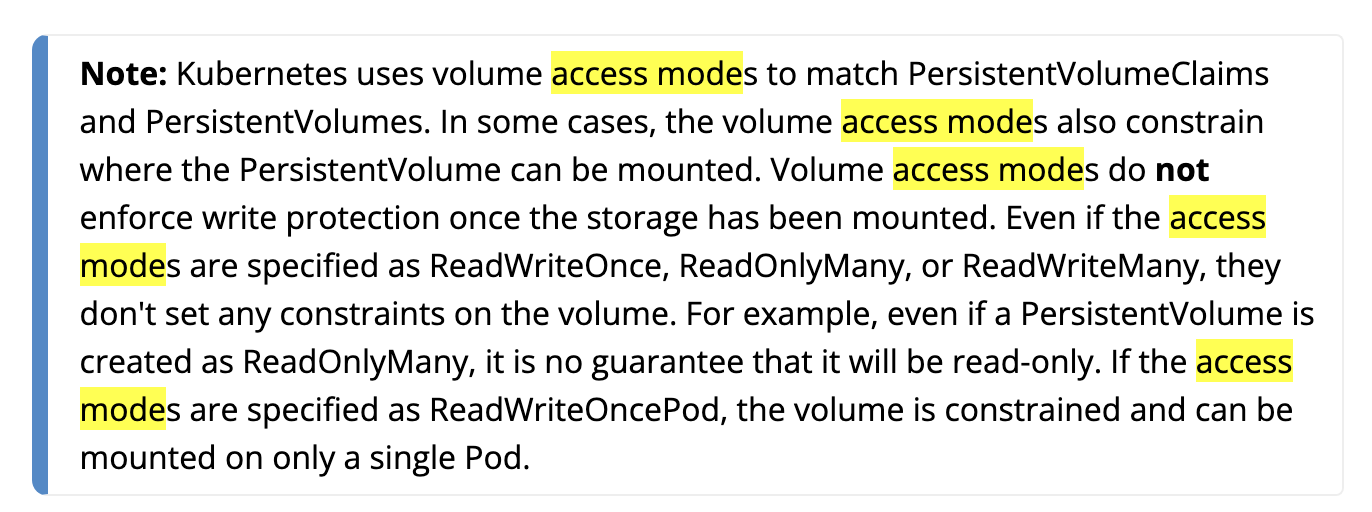 Note: Kubernetes uses volume access modes to match PersistentVolumeClaims
and PersistentVolumes. In some cases, the volume access modes also constrain
where the PersistentVolume can be mounted. Volume access modes do not
enforce write protection once the storage has been mounted. Even if the access
modes are specified as ReadWriteOnce, ReadOnlyMany, or ReadWriteMany, they
don't set any constraints on the volume. For example, even if a PersistentVolume is
created as ReadOnlyMany, it is no guarantee that it will be read-only. If the access
modes are specified as ReadWriteOncePod, the volume is constrained and can be
mounted on only a single Pod.